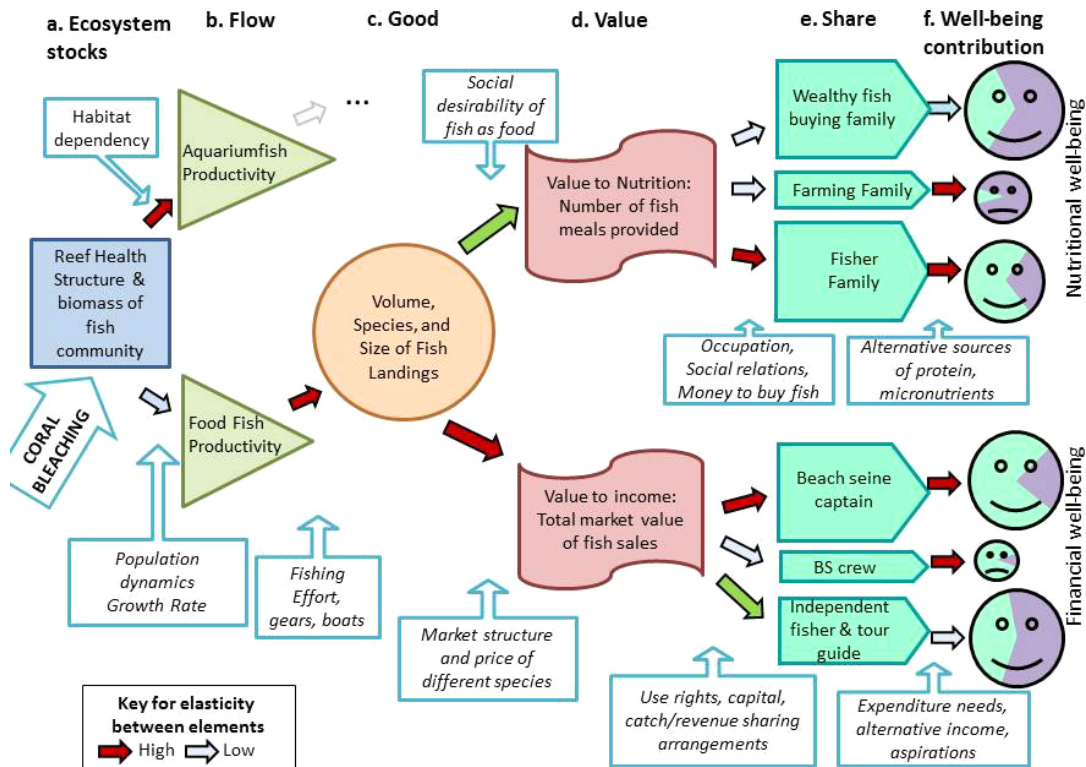 a. Ecosystem
stocks
b. Flow
c. Good
d. Value
e. Share
f. Well-being
contribution
Habitat
dependency
Aquariumfish
Productivity
...
Social
desirability of
fish as food
Wealthy fish
buying family
Value to Nutrition:
Number of fish
meals provided
Farming Family
Fisher
Family
Nutritional well-being
Reef Health
Structure &
biomass of
fish
community
Volume,
Species, and
Size of Fish
Landings
Occupation,
Social relations,
Money to buy fish
Alternative sources
of protein,
micronutrients
CORAL
BLEACHING
Food Fish
Productivity
Value to income:
Total market value
of fish sales
Beach seine
captain
BS crew
Independent
fisher & tour
guide
Financial well-being
Population
dynamics
Growth Rate
Fishing
Effort,
gears, boats
Market structure
and price of
different species
Use rights, capital,
catch/revenue sharing
arrangements
Expenditure needs,
alternative income,
aspirations
Key for elasticity
between elements
High
Low